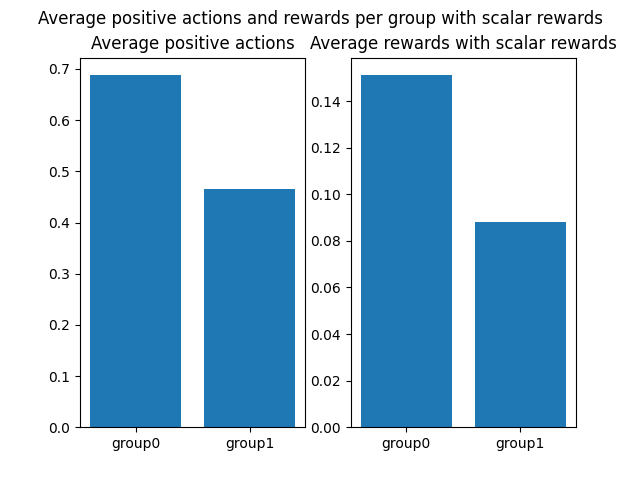 Average positive actions and rewards per group with scalar rewards
Average positive actions
0.7
0.6
0.5
0.4
0.3
0.2
0.1
0.0
group0
group1
Average rewards with scalar rewards
0.14
0.12
0.10
0.08
0.06
0.04
0.02
0.00
group0
group1